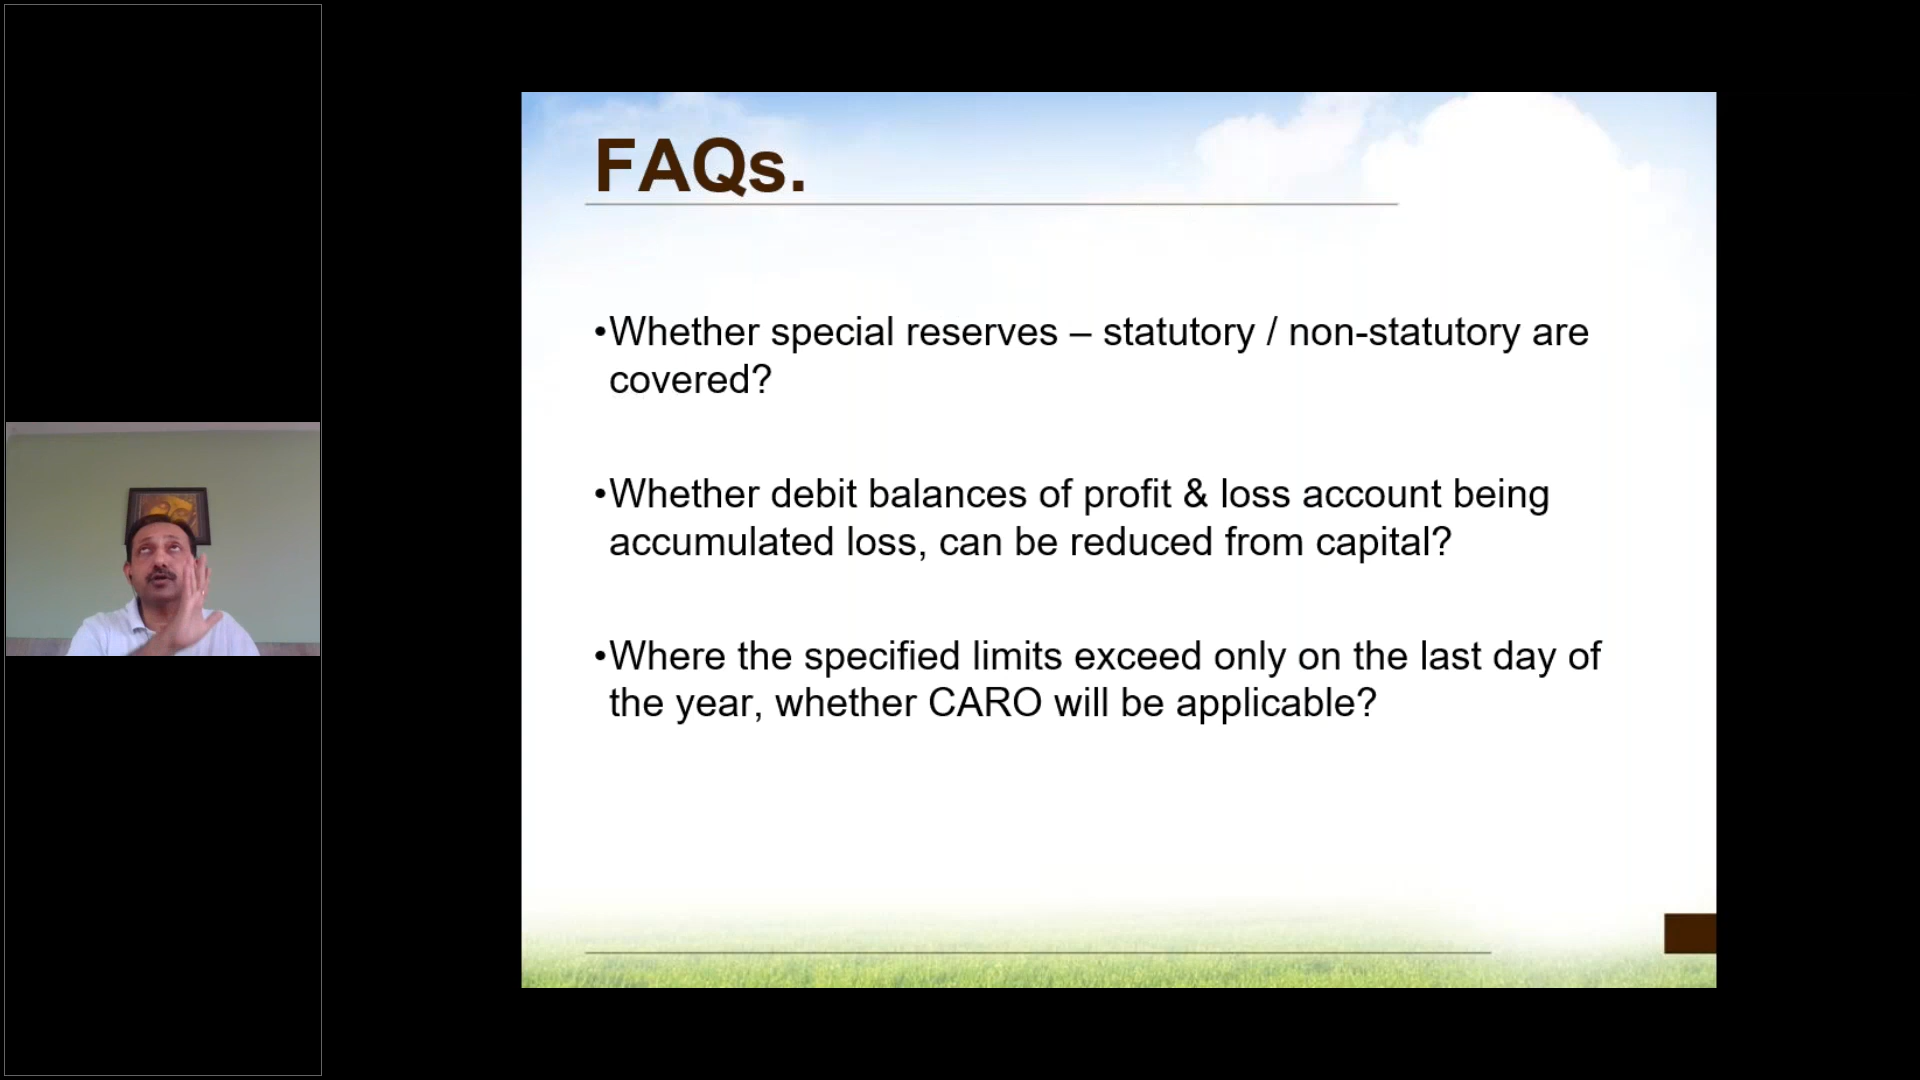 FAQs.
•Whether special reserves – statutory / non-statutory are
covered?
•Whether debit balances of profit & loss account being
accumulated loss, can be reduced from capital?
•Where the specified limits exceed only on the last day of
the year, whether CARO will be applicable?